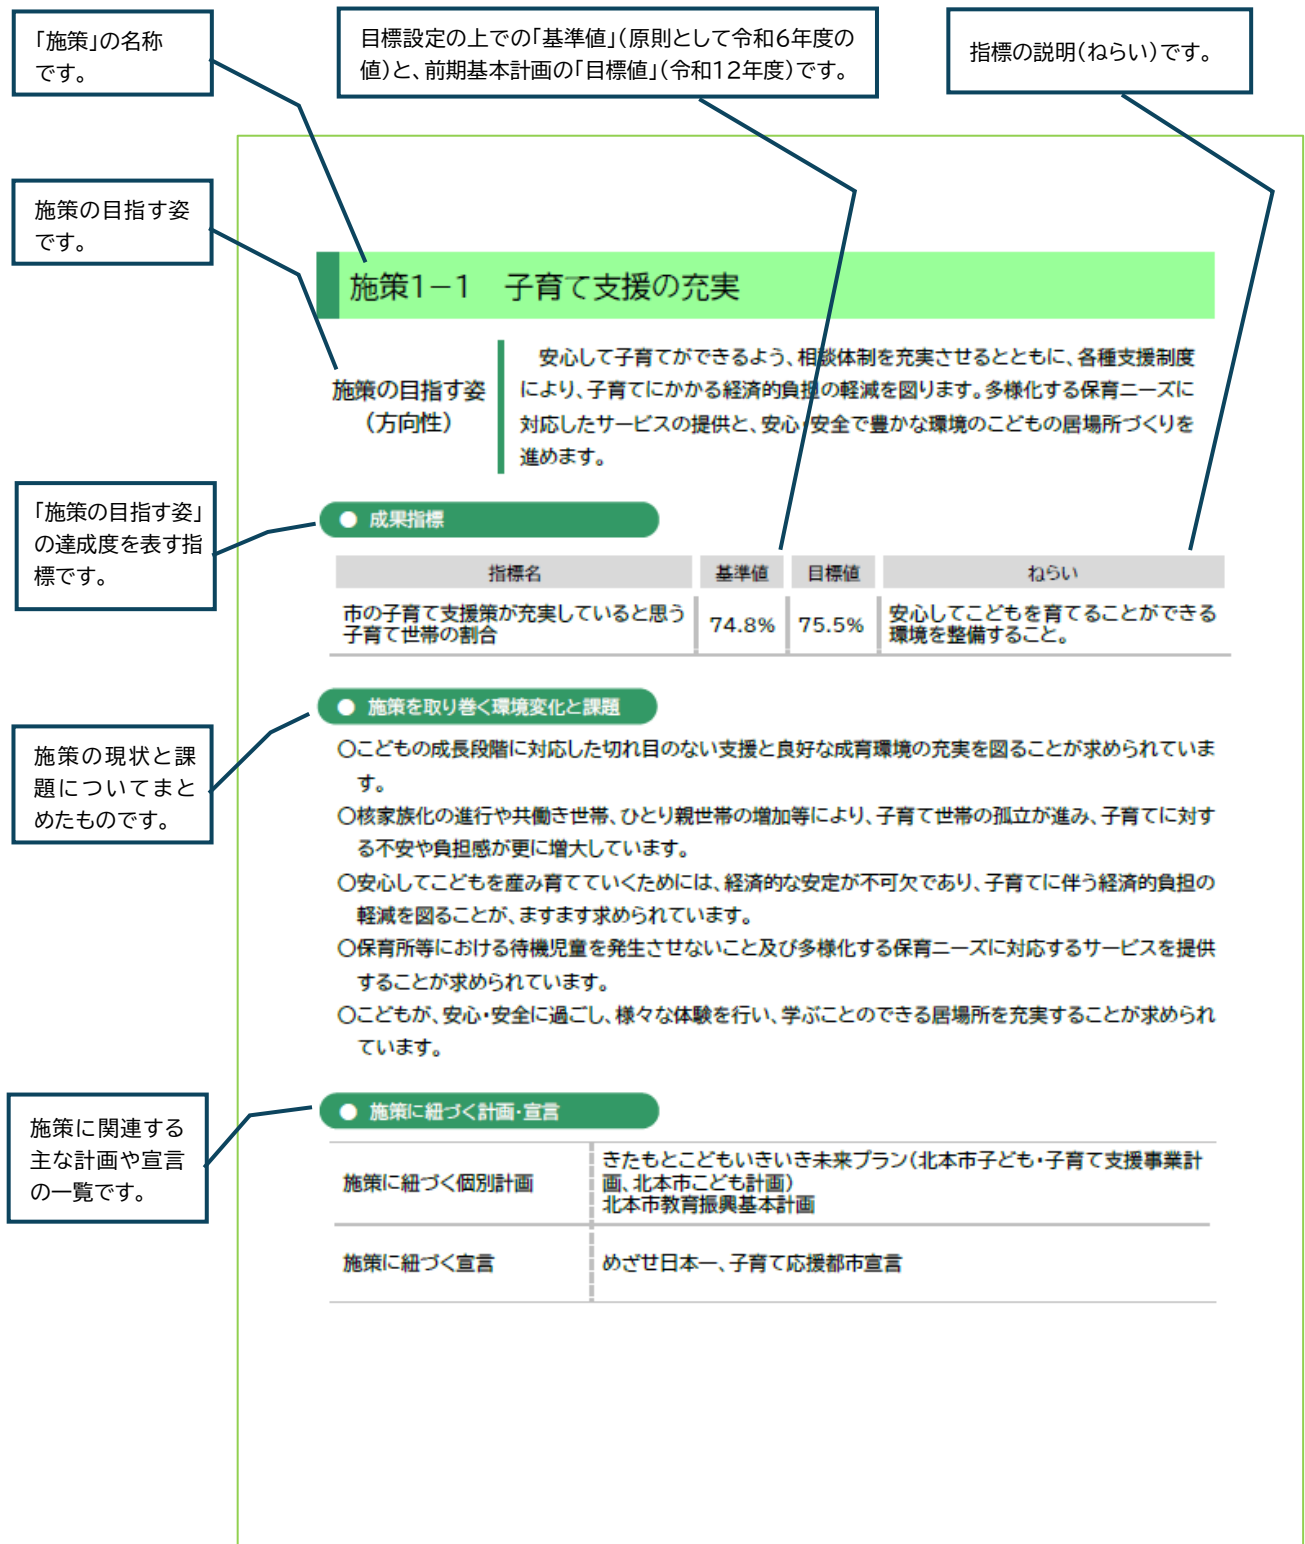 「施策」の名称
です。
目標設定の上での「基準値」（原則として令和６年度の
値）と、前期基本計画の「目標値」（令和１２年度）です。
指標の説明（ねらい）です。
施策の目指す姿
です。
施策１－１　子育て支援の充実
施策の目指す姿
（方向性）
安心して子育てができるよう、相談体制を充実させるとともに、各種支援制度
により、子育てにかかる経済的負担の軽減を図ります。多様化する保育ニーズに
対応したサービスの提供と、安心・安全で豊かな環境のこどもの居場所づくりを
進めます。
「施策の目指す姿」
の達成度を表す指
標です。
● 成果指標
指標名 基準値 目標値 ねらい
市の子育て支援策が充実していると思う
子育て世帯の割合
74.8% 75.5%
安心してこどもを育てることができる
環境を整備すること。
● 施策を取り巻く環境変化と課題
施策の現状と課
題についてまと
めたものです。
○こどもの成長段階に対応した切れ目のない支援と良好な成育環境の充実を図ることが求められていま
す。
○核家族化の進行や共働き世帯、ひとり親世帯の増加等により、子育て世帯の孤立が進み、子育てに対す
る不安や負担感が更に増大しています。
○安心してこどもを産み育てていくためには、経済的な安定が不可欠であり、子育てに伴う経済的負担の
軽減を図ることが、ますます求められています。
○保育所等における待機児童を発生させないこと及び多様化する保育ニーズに対応するサービスを提供
することが求められています。
○こどもが、安心・安全に過ごし、様々な体験を行い、学ぶことのできる居場所を充実することが求められ
ています。
施策に関連する
主な計画や宣言
の一覧です。
● 施策に紐づく計画・宣言
施策に紐づく個別計画
きたもとこどもいきいき未来プラン（北本市子ども・子育て支援事業計
画、北本市こども計画）
北本市教育振興基本計画
施策に紐づく宣言
めざせ日本一、子育て応援都市宣言